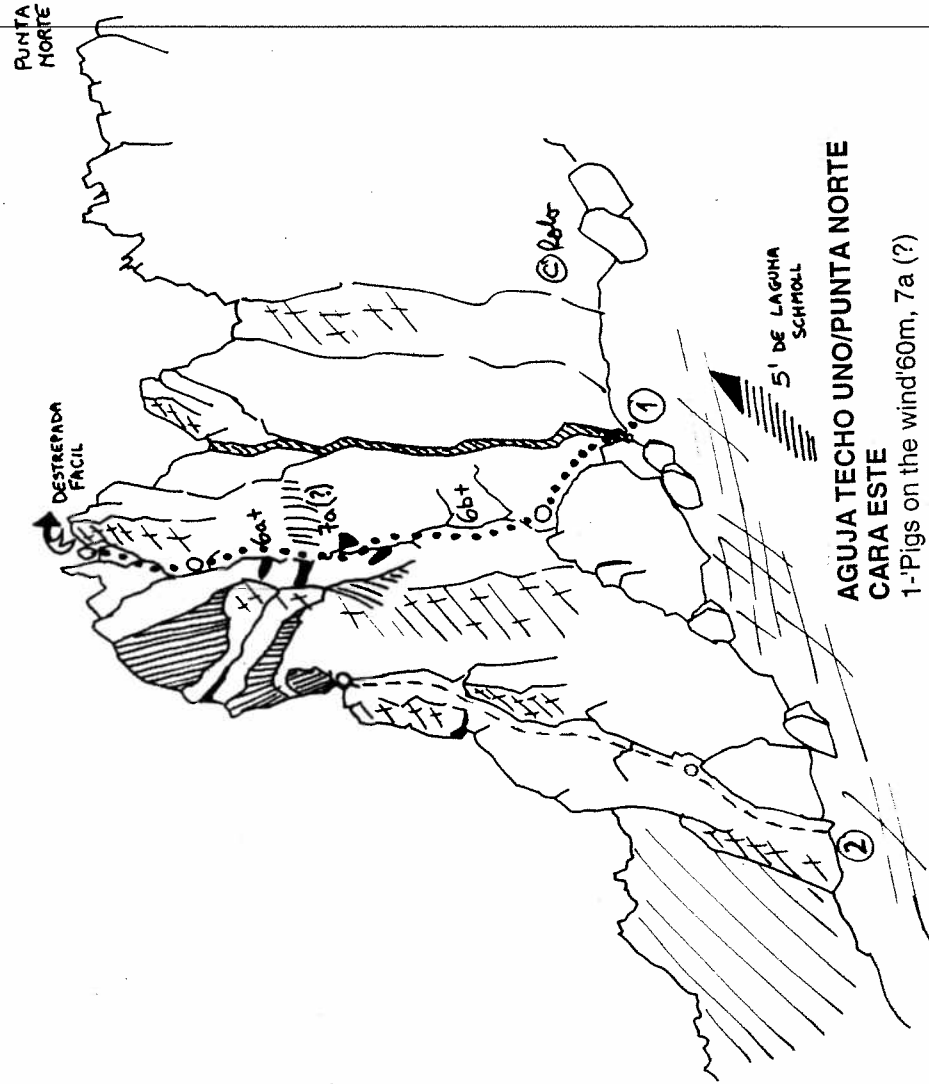 PUNTA
NORTE
DESTREPADA
FACIL
6a+
7a (?)
6b+
© Rolo
1
5' DE LAGUNA
SCHMOLL
2
AGUJA TECHO UNO/PUNTA NORTE
CARA ESTE
1-'Pigs on the wind'60m, 7a (?)